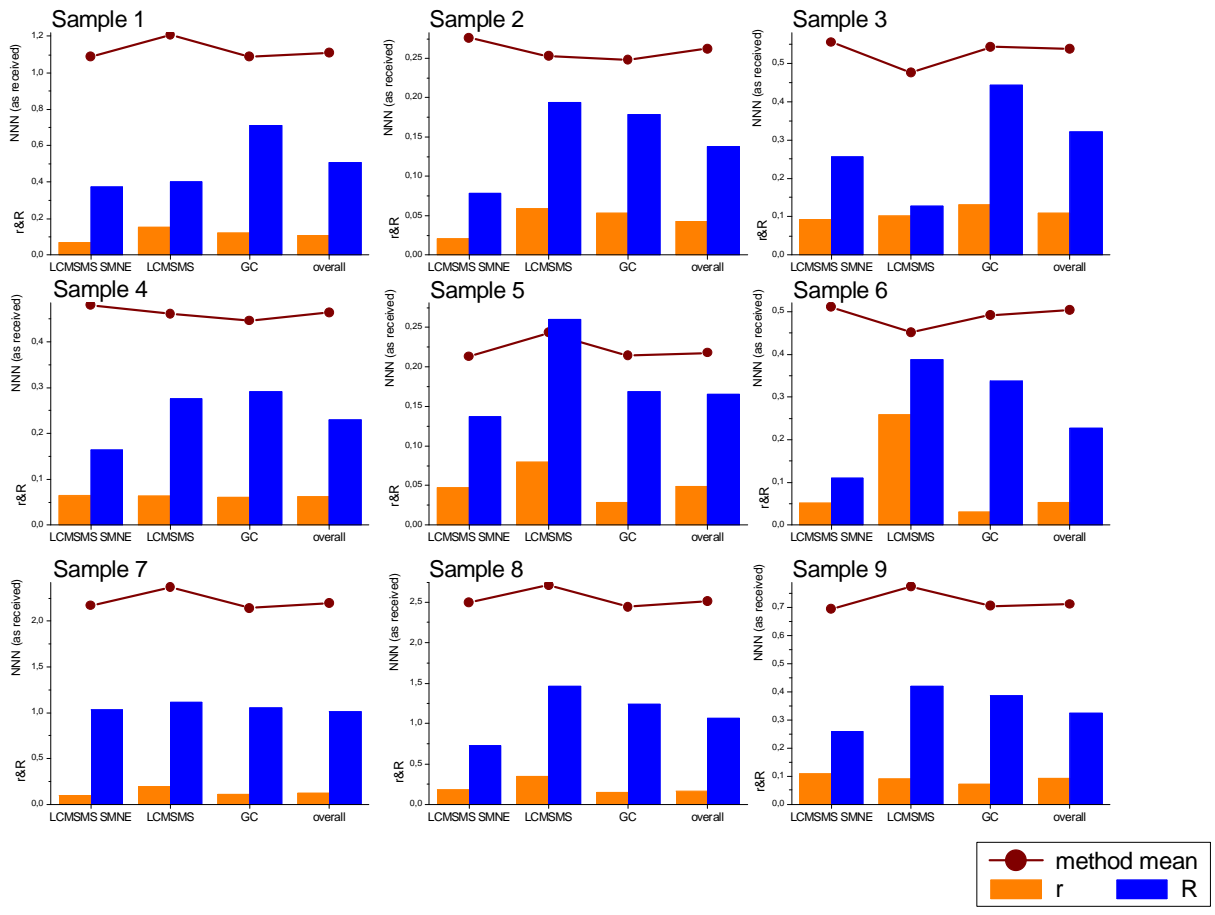 Sample 1
NNN (as received)
r&R
1,2
1,0
0,8
0,6
0,4
0,2
0,0
LCMSMS SMNE LCMSMS GC overall
Sample 2
NNN (as received)
r&R
0,25
0,20
0,15
0,10
0,05
0,00
LCMSMS SMNE LCMSMS GC overall
Sample 3
NNN (as received)
r&R
0,5
0,4
0,3
0,2
0,1
0,0
LCMSMS SMNE LCMSMS GC overall
Sample 4
NNN (as received)
r&R
0,4
0,3
0,2
0,1
0,0
LCMSMS SMNE LCMSMS GC overall
Sample 5
NNN (as received)
r&R
0,25
0,20
0,15
0,10
0,05
0,00
LCMSMS SMNE LCMSMS GC overall
Sample 6
NNN (as received)
r&R
0,5
0,4
0,3
0,2
0,1
0,0
LCMSMS SMNE LCMSMS GC overall
Sample 7
NNN (as received)
r&R
2,0
1,5
1,0
0,5
0,0
LCMSMS SMNE LCMSMS GC overall
Sample 8
NNN (as received)
r&R
2,5
2,0
1,5
1,0
0,5
0,0
LCMSMS SMNE LCMSMS GC overall
Sample 9
NNN (as received)
r&R
0,7
0,6
0,5
0,4
0,3
0,2
0,1
0,0
LCMSMS SMNE LCMSMS GC overall
method mean
r R